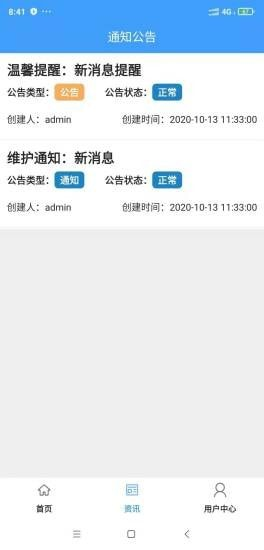 8:41 ··· 4G 47
通知公告
温馨提醒：新消息提醒
公告类型： 公告 公告状态： 正常
创建人：admin 创建时间：2020-10-13 11:33:00
维护通知：新消息
公告类型： 通知 公告状态： 正常
创建人：admin 创建时间：2020-10-13 11:33:00
首页 资讯 用户中心